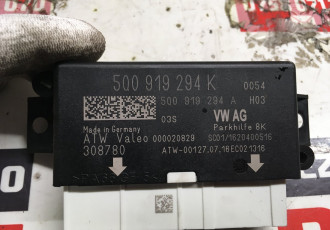 5Q0 919 294 K 0054
5Q0 919 294 A H03
03S VW AG
Made in Germany Parkhilfe 8K
ATW Valeo 000020829 SC01/1620400516
308780 ATW-00127.07.16EC021316